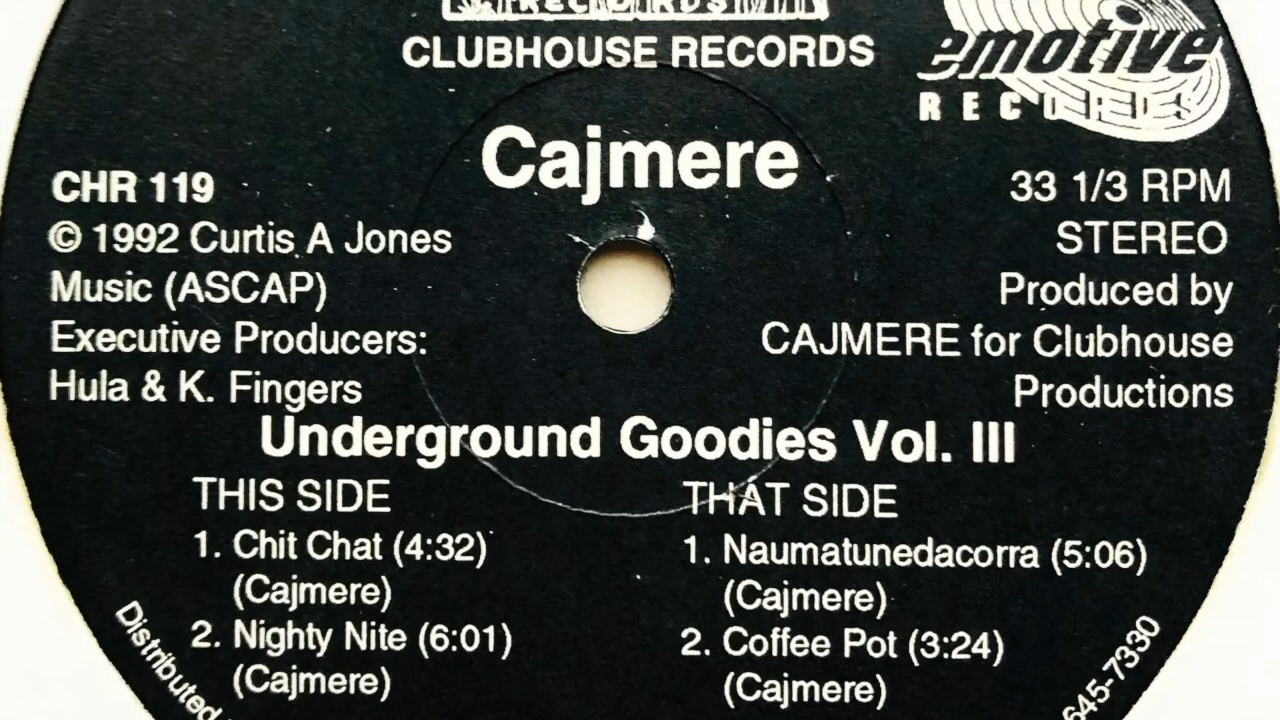 RECORDS
CLUBHOUSE RECORDS
emotive
RECORDS
Cajmere
CHR 119
© 1992 Curtis A Jones
Music (ASCAP)
Executive Producers:
Hula & K. Fingers
33 1/3 RPM
STEREO
Produced by
CAJMERE for Clubhouse
Productions
Underground Goodies Vol. III
THIS SIDE
1. Chit Chat (4:32)
(Cajmere)
2. Nighty Nite (6:01)
(Cajmere)
THAT SIDE
1. Naumatunedacorra (5:06)
(Cajmere)
2. Coffee Pot (3:24)
(Cajmere)
Distributed
645-7330